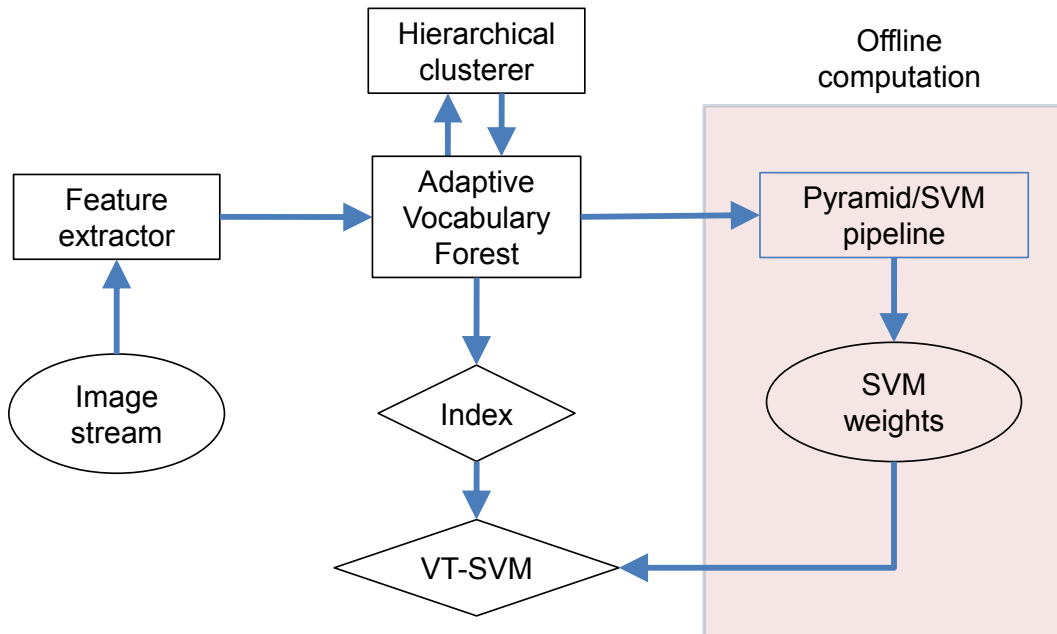 Hierarchical
clusterer
Offline
computation
Feature
extractor
Adaptive
Vocabulary
Forest
Pyramid/SVM
pipeline
Image
stream
Index
SVM
weights
VT-SVM